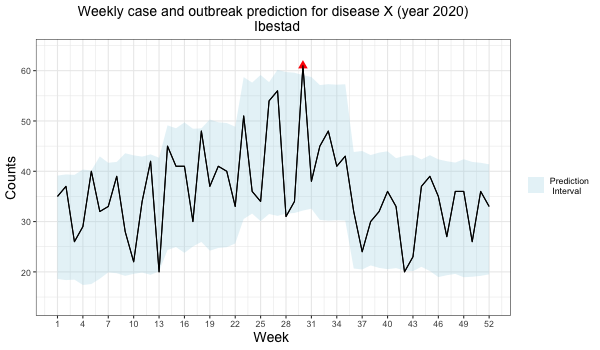 Weekly case and outbreak prediction for disease X (year 2020)
Ibestad
Counts
60
50
40
30
20
1 4 7 10 13 16 19 22 25 28 31 34 37 40 43 46 49 52
Week
Prediction
Interval